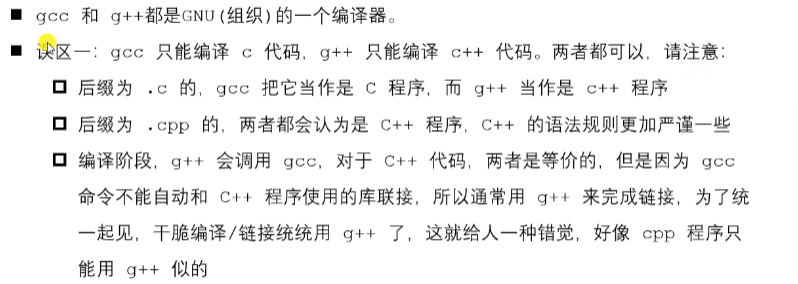 ■ gcc 和 g++都是GNU(组织)的一个编译器。
■ 误区一: gcc 只能编译 c 代码, g++ 只能编译 c++ 代码。两者都可以, 请注意:
□ 后缀为 .c 的, gcc 把它当作是 C 程序, 而 g++ 当作是 c++ 程序
□ 后缀为 .cpp 的, 两者都会认为是 C++ 程序, C++ 的语法规则更加严谨一些
□ 编译阶段, g++ 会调用 gcc, 对于 C++ 代码, 两者是等价的, 但是因为 gcc
命令不能自动和 C++ 程序使用的库联接, 所以通常用 g++ 来完成链接, 为了统
一起见, 干脆编译/链接统统用 g++ 了, 这就给人一种错觉, 好像 cpp 程序只
能用 g++ 似的